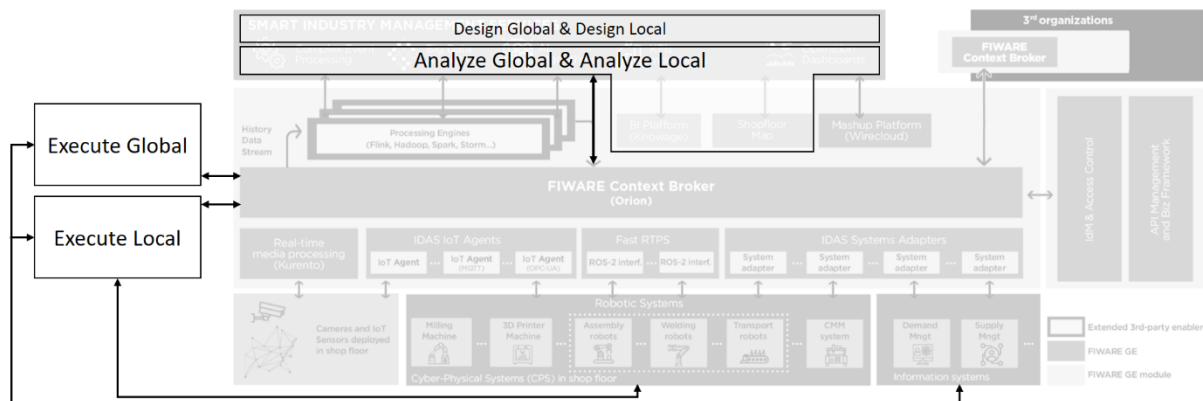 SMART INDUSTRY MANAGEMENT
Design Global & Design Local
Processing
Dashboards
Analyze Global & Analyze Local
3rd organizations
FIWARE
Context Broker
Execute Global
History
Data
Stream
Processing Engines
(Flink, Hadoop, Spark, Storm...)
BI Platform
(Knowage)
Shopfloor
Map
Mashup Platform
(Wirecloud)
FIWARE Context Broker
(Orion)
IdM & Access Control
API Management
and Biz Framework
Execute Local
Real-time
media processing
(Kurento)
IDAS IoT Agents
IoT Agent
...
IoT Agent
(MQTT)
...
IoT Agent
(OPC-UA)
Fast RTPS
ROS-2 interf.
...
ROS-2 interf.
IDAS Systems Adapters
System
adapter
...
System
adapter
...
System
adapter
...
System
adapter
Cameras and IoT
Sensors deployed
in shop floor
Robotic Systems
Milling
Machine
...
3D Printer
Machine
...
Assembly
robots
Welding
robots
Transport
robots
CMM
system
...
Cyber-Physical Systems (CPS) in shop floor
Demand
Mngt
Supply
Mngt
...
Information systems
Extended 3rd-party enabler
FIWARE GE
FIWARE GE module